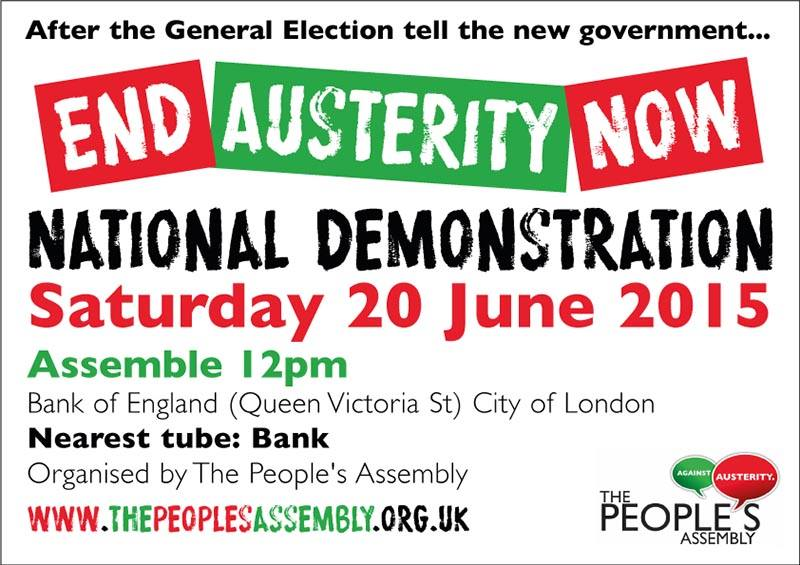 After the General Election tell the new government...
END AUSTERITY NOW
NATIONAL DEMONSTRATION
Saturday 20 June 2015
Assemble 12pm
Bank of England (Queen Victoria St) City of London
Nearest tube: Bank
Organised by The People's Assembly
WWW.THEPEOPLESASSEMBLY.ORG.UK
AGAINST AUSTERITY.
THE
PEOPLE'S
ASSEMBLY